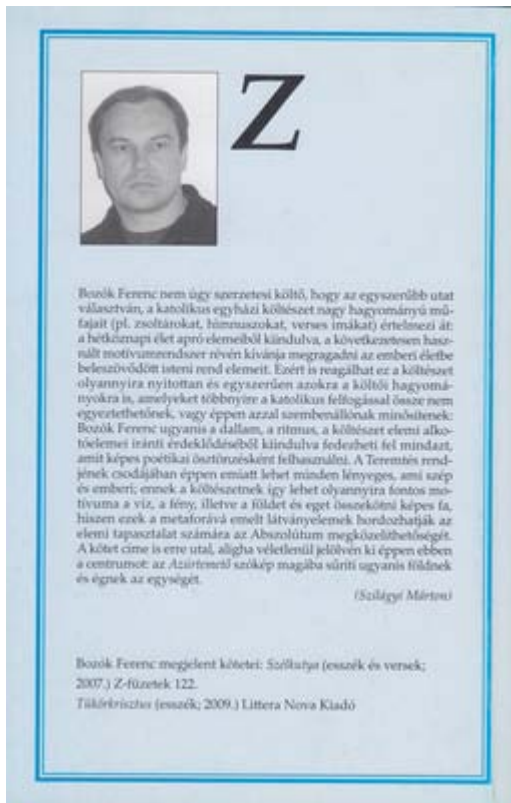 Z
Bozók Ferenc nem úgy szerzetesi költő, hogy az egyszerűbb utat
választván, a katolikus egyházi költészet nagy hagyományú mű-
fajait (pl. zsoltárokat, himnuszokat, verses imákat) értelmezi át:
a hétköznapi élet apró elemeiből kiindulva, a következetesen hasz-
nált motívumrendszer révén kívánja megragadni az emberi életbe
beleszövődött isteni rend elemeit. Ezért is reagálhat ez a költészet
olyannyira nyitottan és egyszerűen azokra a költői hagyomá-
nyokra is, amelyeket többnyire a katolikus felfogással össze nem
egyeztethetőnek, vagy éppen azzal szembenállónak minősítenek:
Bozók Ferenc ugyanis a dallam, a ritmus, a költészet elemi alko-
tóelemei iránti érdeklődéséből kiindulva fedezheti fel mindazt,
amit képes poétikai ösztönzésként felhasználni. A Teremtés rend-
jének csodájában éppen emiatt lehet minden lényeges, ami szép
és emberi; ennek a költészetnek így lehet olyannyira fontos mo-
tívuma a víz, a fény, illetve a földet és eget összekötni képes fa,
hiszen ezek a metaforává emelt látványelemek hordozhatják az
elemi tapasztalat számára az Abszolútum megközelíthetőségét.
A kötet címe is erre utal, aligha véletlenül jelölvén ki éppen ebben
a centrumot: az Azúrtemető szókép magába sűríti ugyanis földnek
és égnek az egységét.
(Szilágyi Márton)
Bozók Ferenc megjelent kötetei: Szélkutya (esszék és versek;
2007.) Z-füzetek 122.
Tükörkrisztus (esszék; 2009.) Littera Nova Kiadó